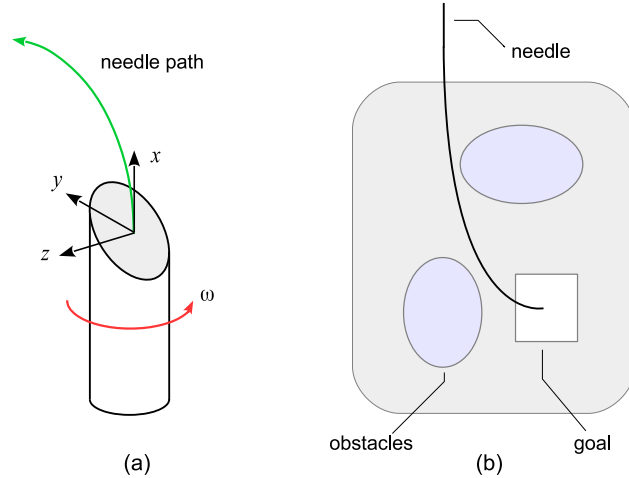 needle path
x
y
z
ω
(a)
needle
obstacles
goal
(b)